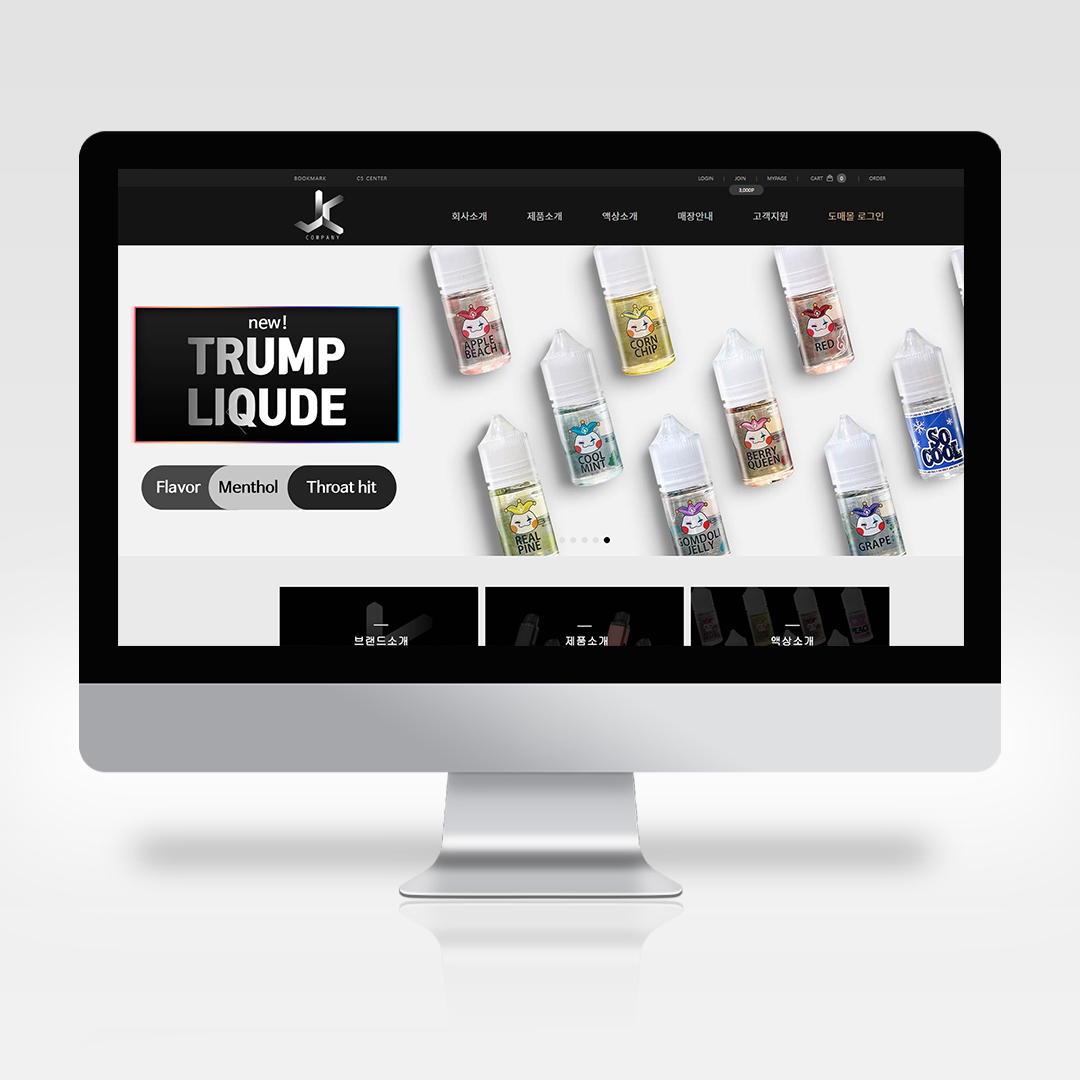 BOOKMARK
CS CENTER
LOGIN
JOIN
MYPAGE
CART
0
ORDER
3,000P
JK
COMPANY
회사소개
제품소개
액상소개
매장안내
고객지원
도매몰 로그인
new!
TRUMP
LIQUDE
Flavor
Menthol
Throat hit
APPLE
BEACH
CORN
CHIP
RED
COOL
MINT
BERRY
QUEEN
SO
COOL
REAL
PINE
GOMDOLI
JELLY
GRAPE
브랜드소개
제품소개
액상소개